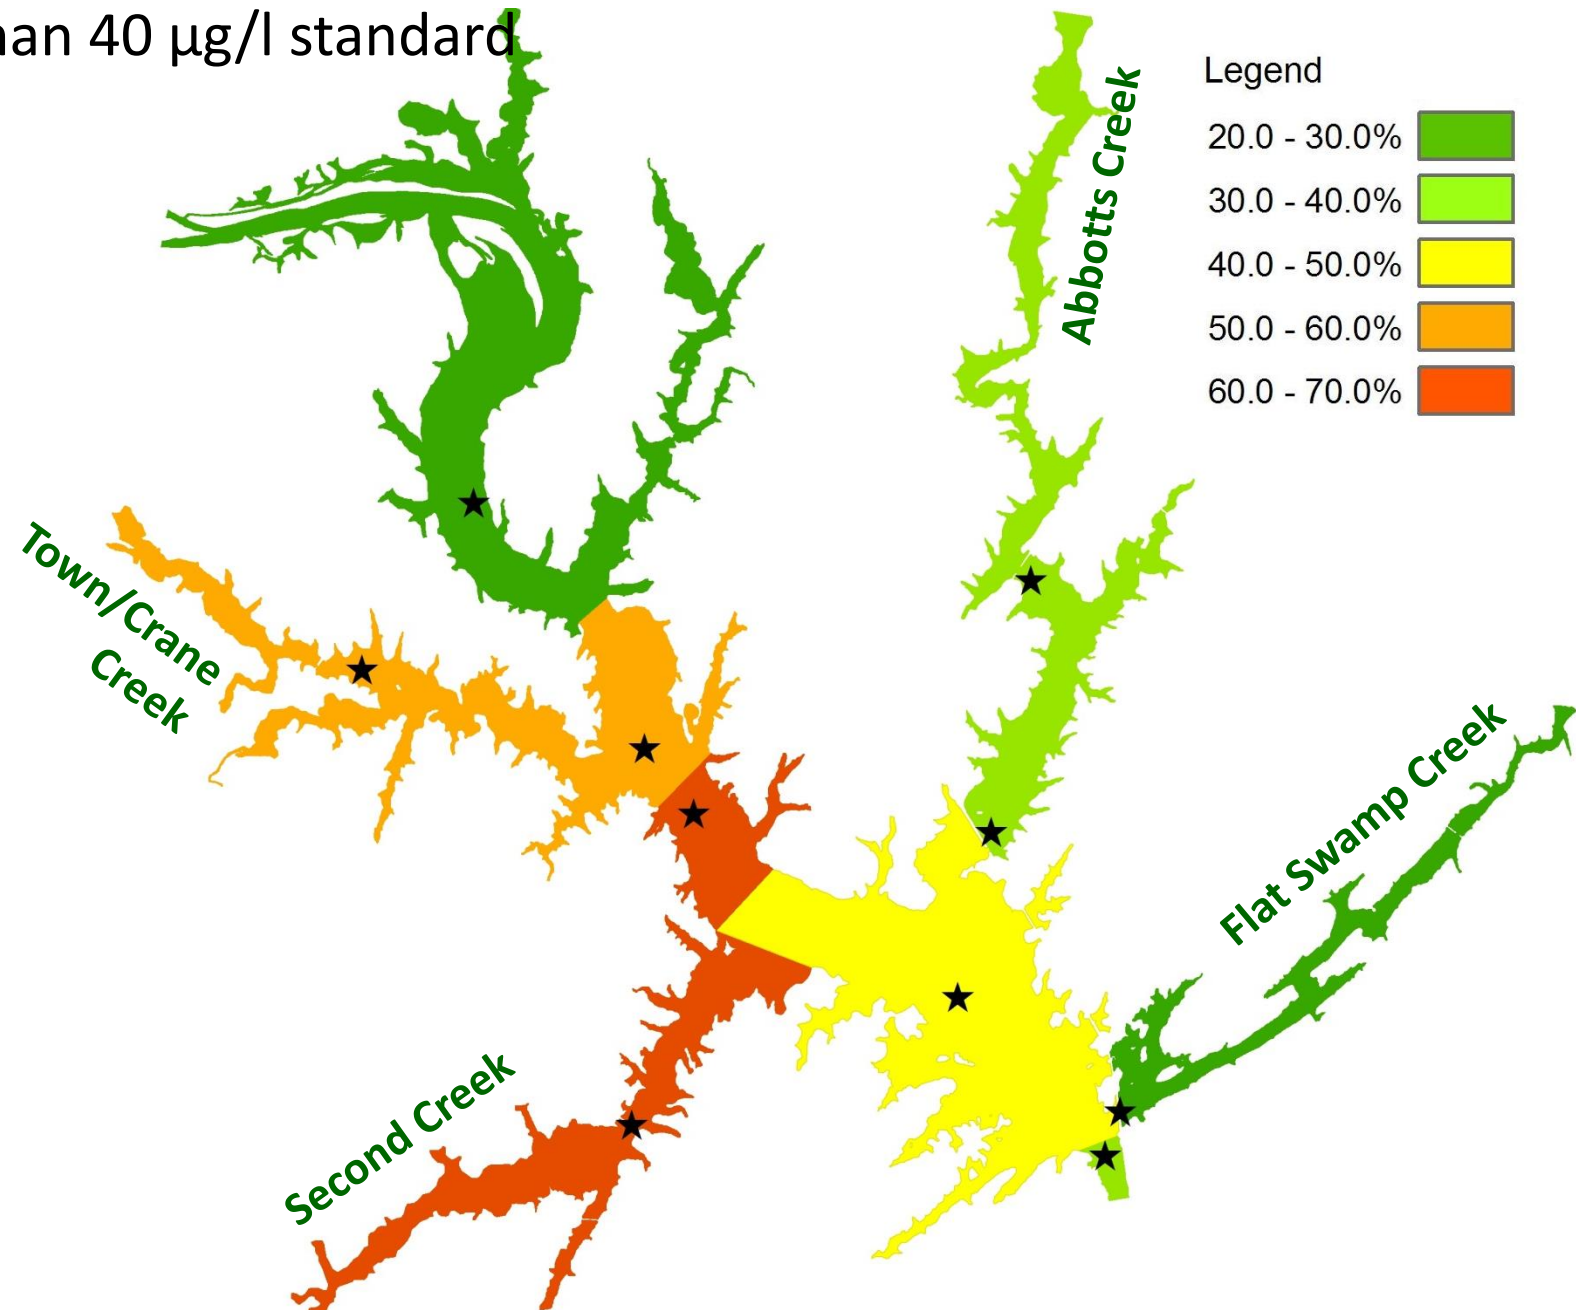 40 µg/l standard
Legend
20.0 - 30.0%
30.0 - 40.0%
40.0 - 50.0%
50.0 - 60.0%
60.0 - 70.0%
Abbotts Creek
Town/Crane
Creek
Flat Swamp Creek
Second Creek